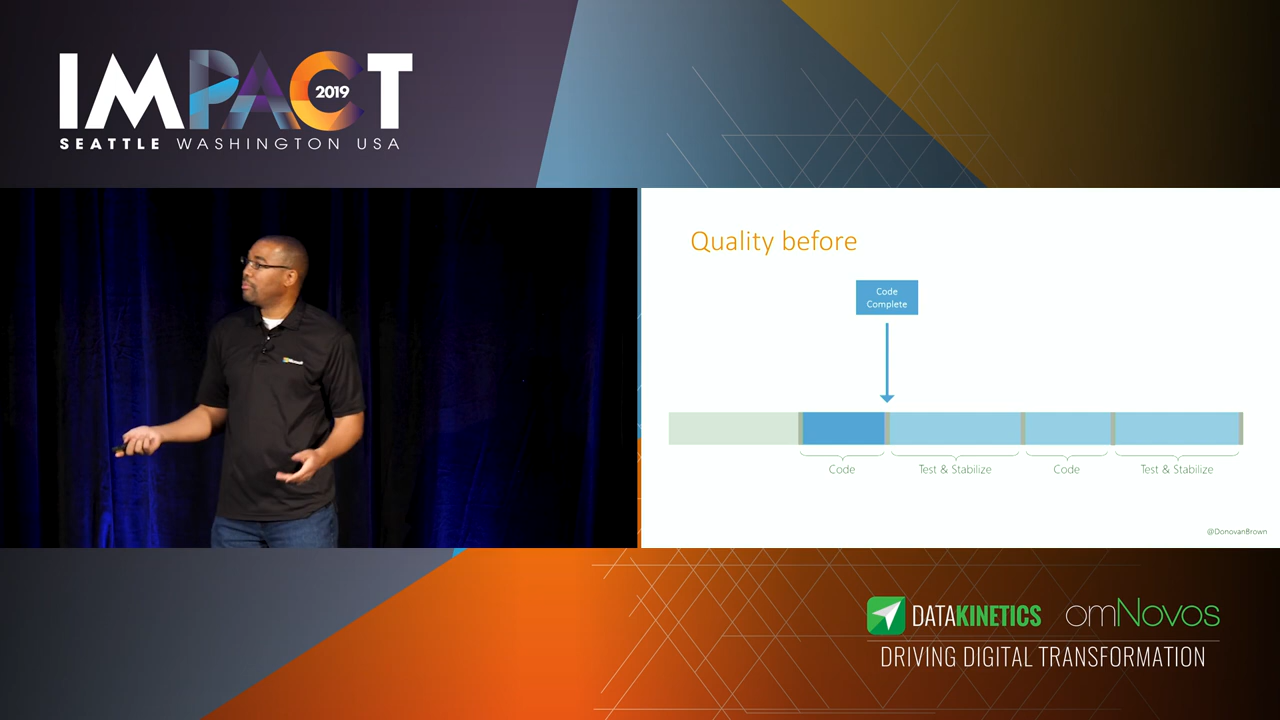 IMPACT
2019
SEATTLE WASHINGTON USA
Quality before
Code
Complete
Code
Test & Stabilize
Code
Test & Stabilize
@DonovanBrown
DATAKINETICS
omNovos
DRIVING DIGITAL TRANSFORMATION